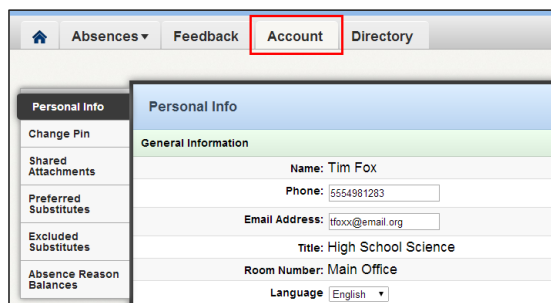 Absences Feedback Account Directory
Personal Info
Change Pin
Shared
Attachments
Preferred
Substitutes
Excluded
Substitutes
Absence Reason
Balances
Personal Info
General Information
Name: Tim Fox
Phone: 5554981283
Email Address: tfoxx@email.org
Title: High School Science
Room Number: Main Office
Language English